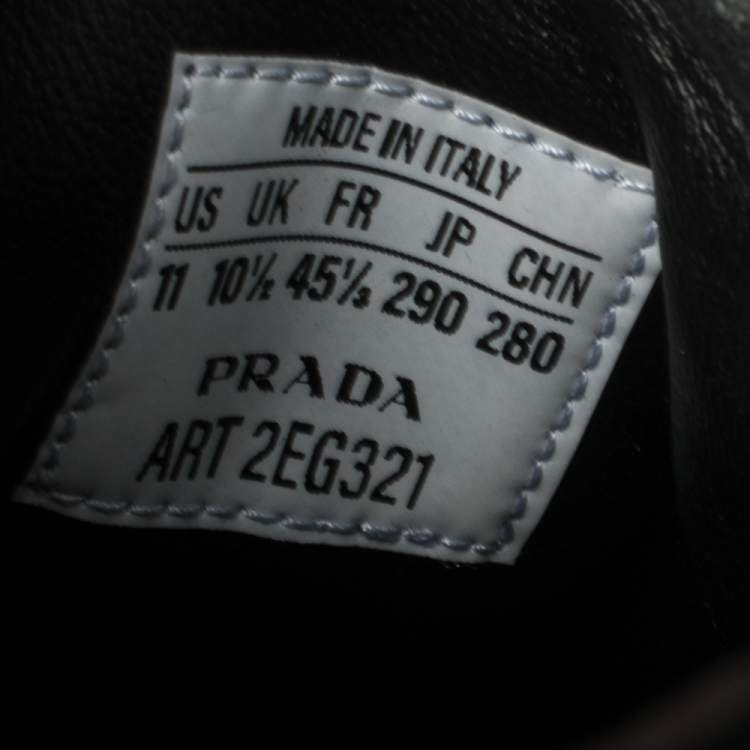 MADE IN ITALY
US UK FR JP CHN
11 10½ 45⅓ 290 280
PRADA
ART 2EG321